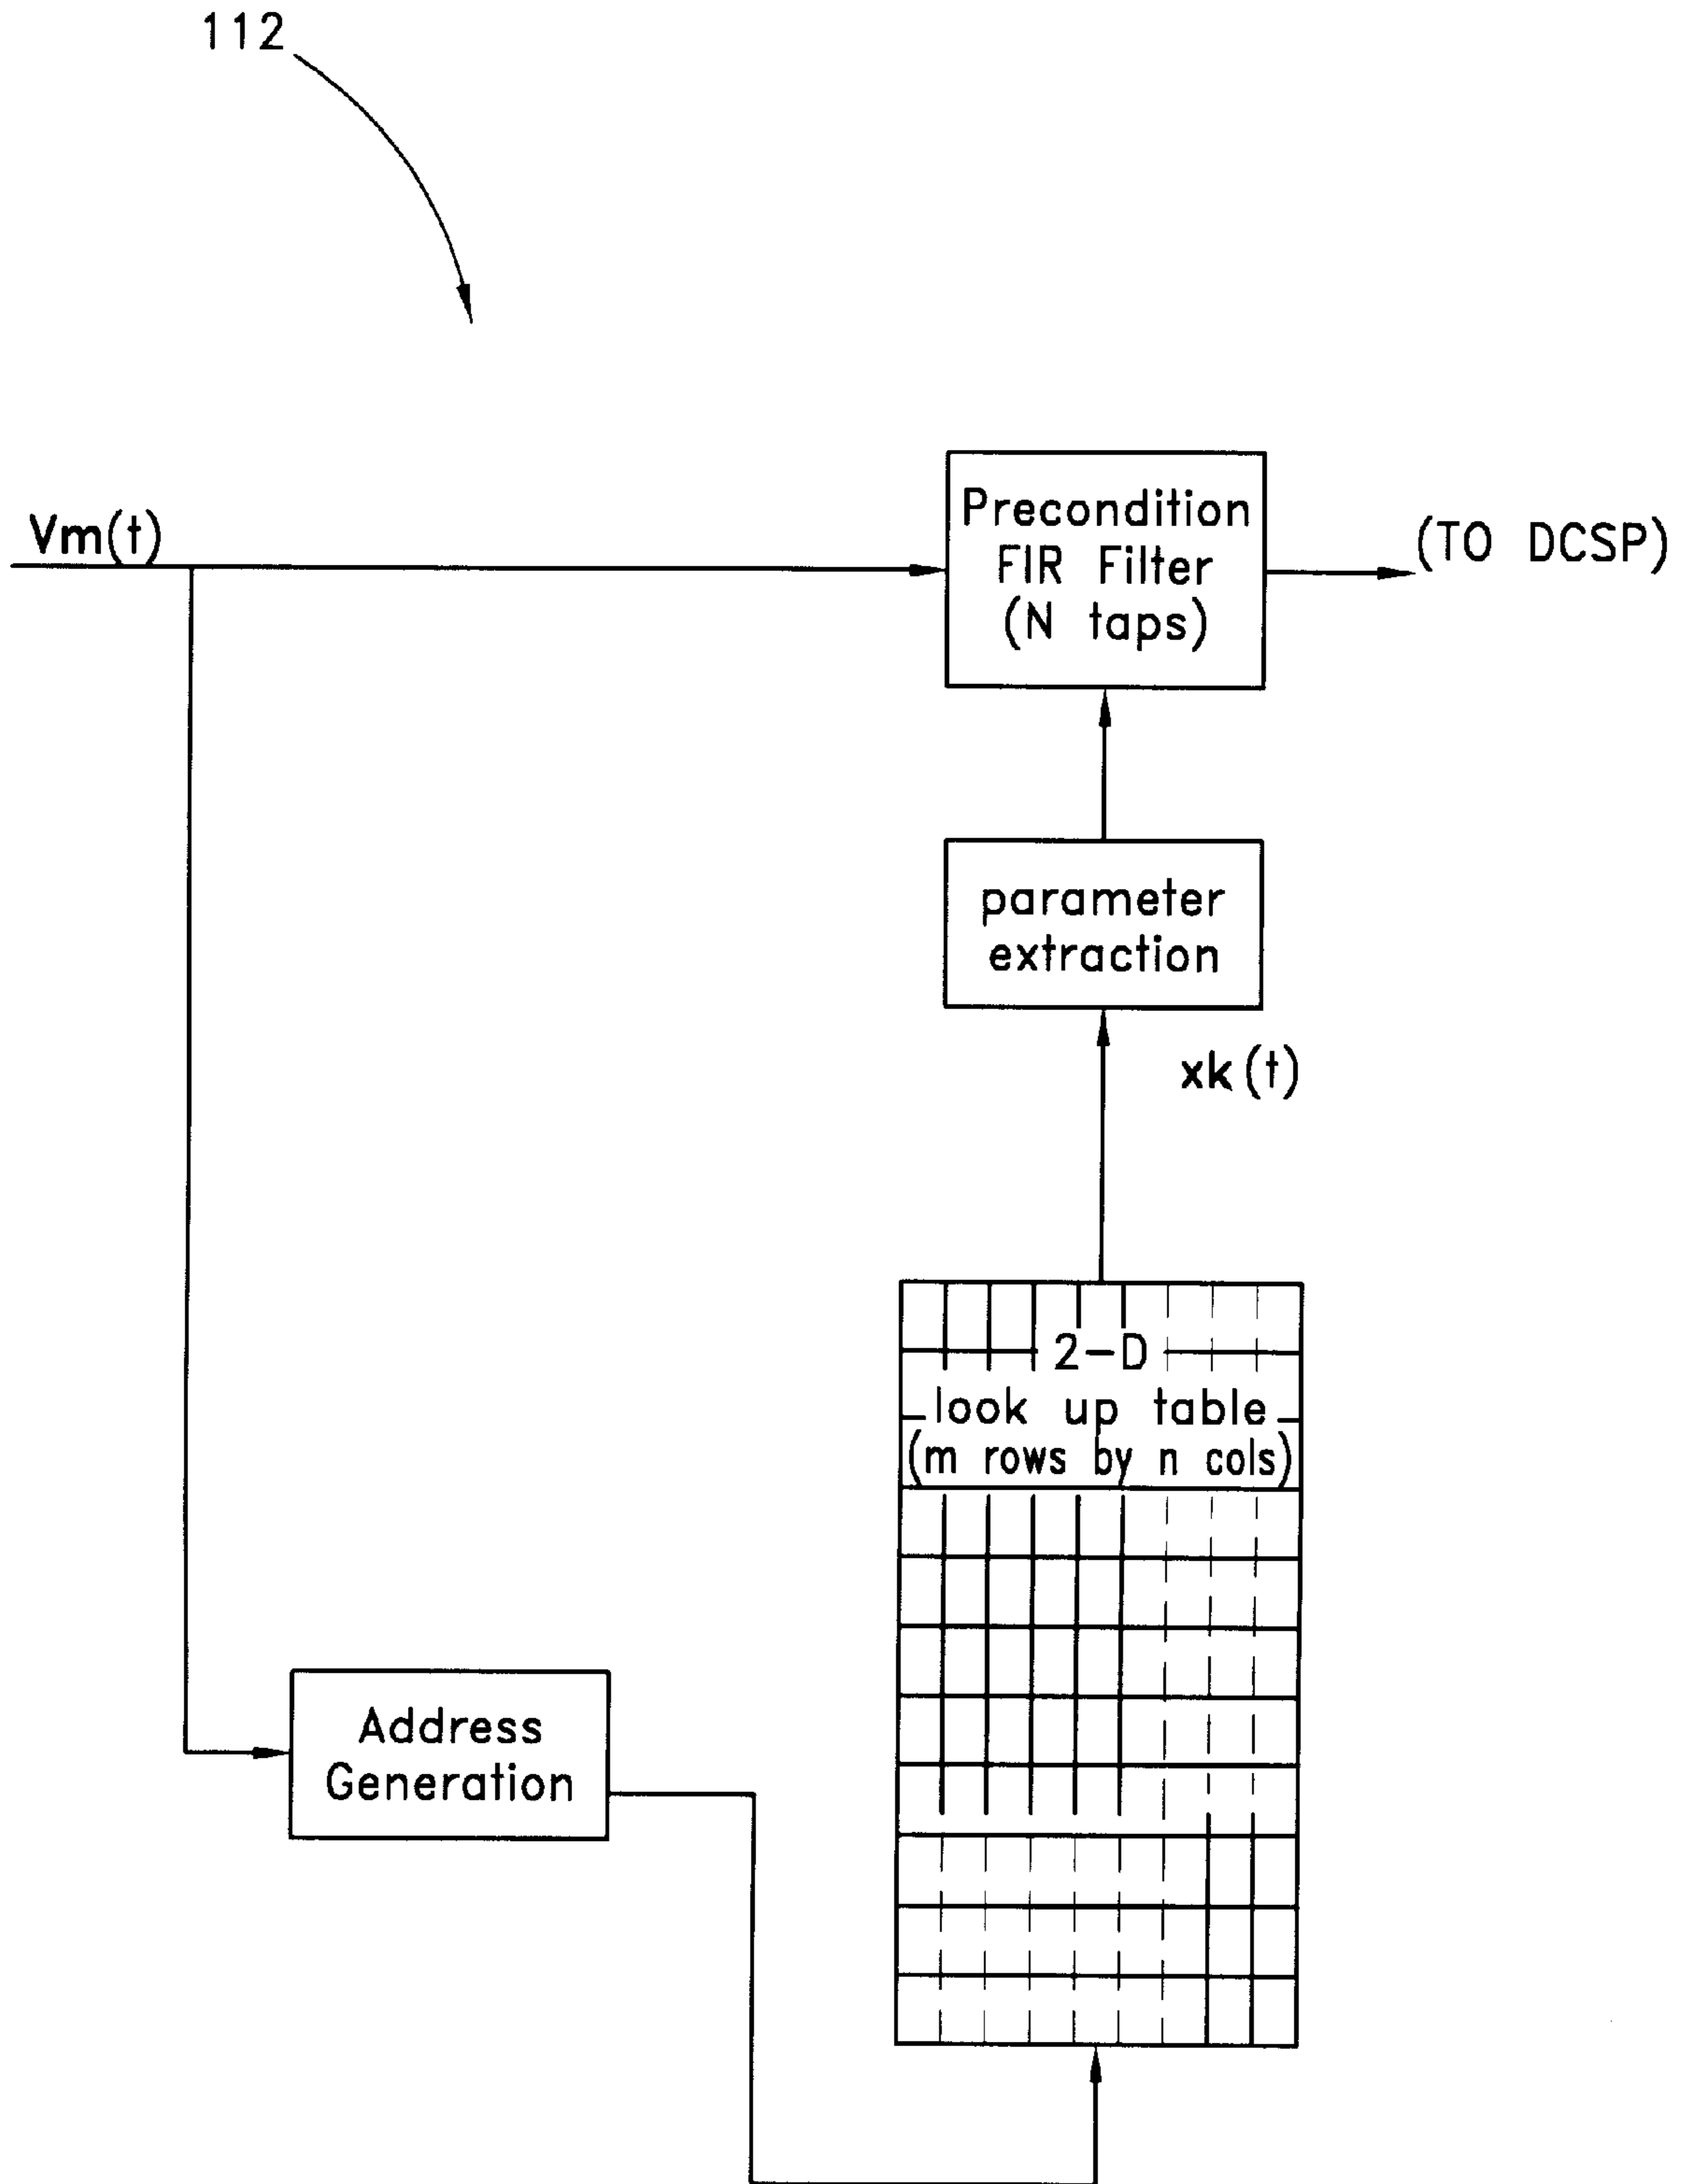 112
Vm(t)
Precondition
FIR Filter
(N taps)
(TO DCSP)
parameter
extraction
xk(t)
2-D
look up table
(m rows by n cols)
Address
Generation